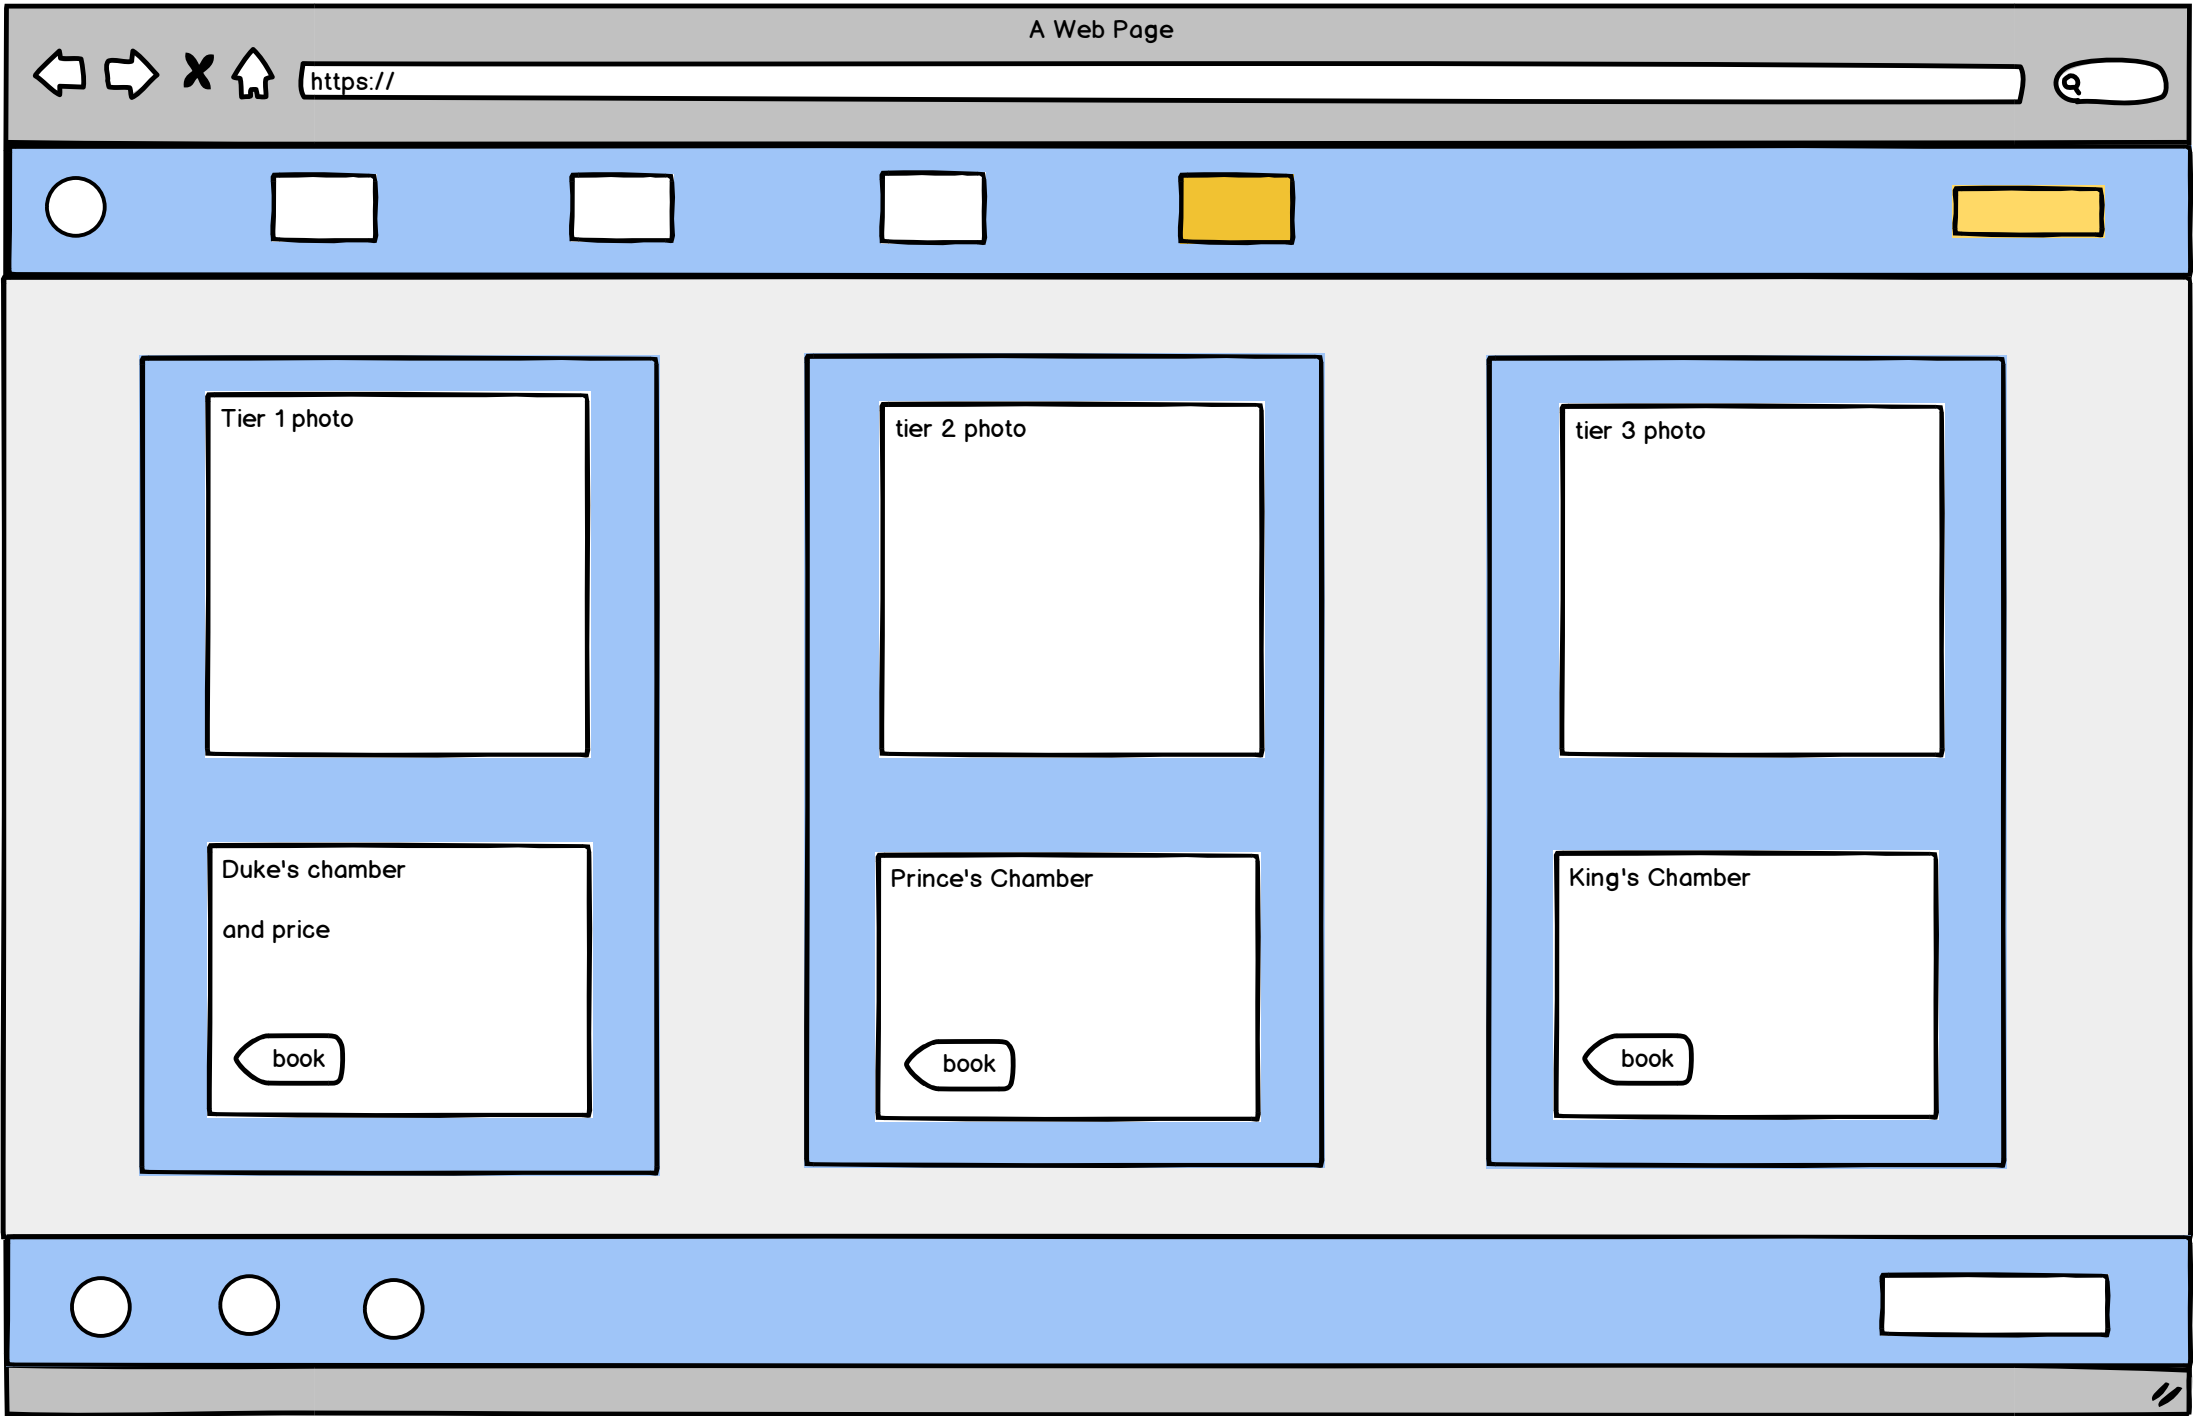 A Web Page
https://
Tier 1 photo
tier 2 photo
tier 3 photo
Duke's chamber
and price
book
Prince's Chamber
book
King's Chamber
book